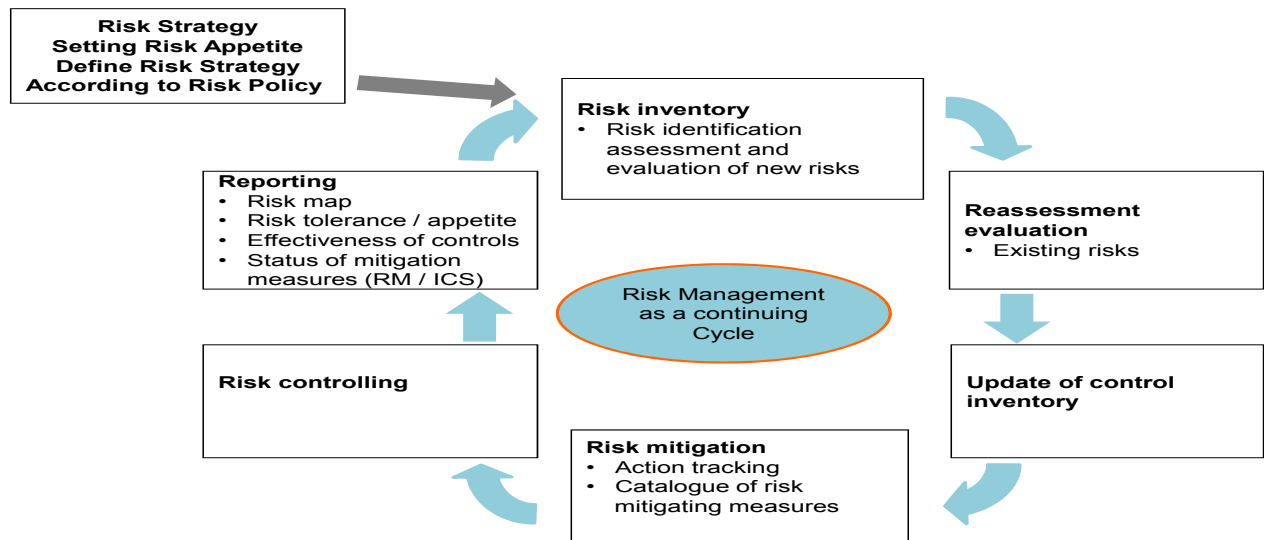 Risk Strategy
Setting Risk Appetite
Define Risk Strategy
According to Risk Policy
Risk inventory
• Risk identification
assessment and
evaluation of new risks
Reassessment
evaluation
• Existing risks
Update of control
inventory
Risk mitigation
• Action tracking
• Catalogue of risk
mitigating measures
Risk controlling
Reporting
• Risk map
• Risk tolerance / appetite
• Effectiveness of controls
• Status of mitigation
measures (RM / ICS)
Risk Management
as a continuing
Cycle